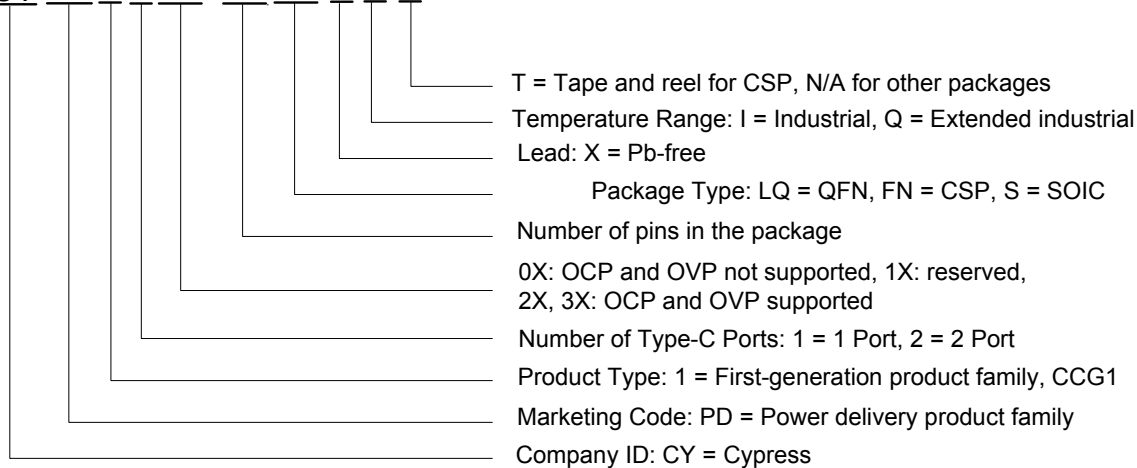 T = Tape and reel for CSP, N/A for other packages
Temperature Range: I = Industrial, Q = Extended industrial
Lead: X = Pb-free
Package Type: LQ = QFN, FN = CSP, S = SOIC
Number of pins in the package
0X: OCP and OVP not supported, 1X: reserved,
2X, 3X: OCP and OVP supported
Number of Type-C Ports: 1 = 1 Port, 2 = 2 Port
Product Type: 1 = First-generation product family, CCG1
Marketing Code: PD = Power delivery product family
Company ID: CY = Cypress